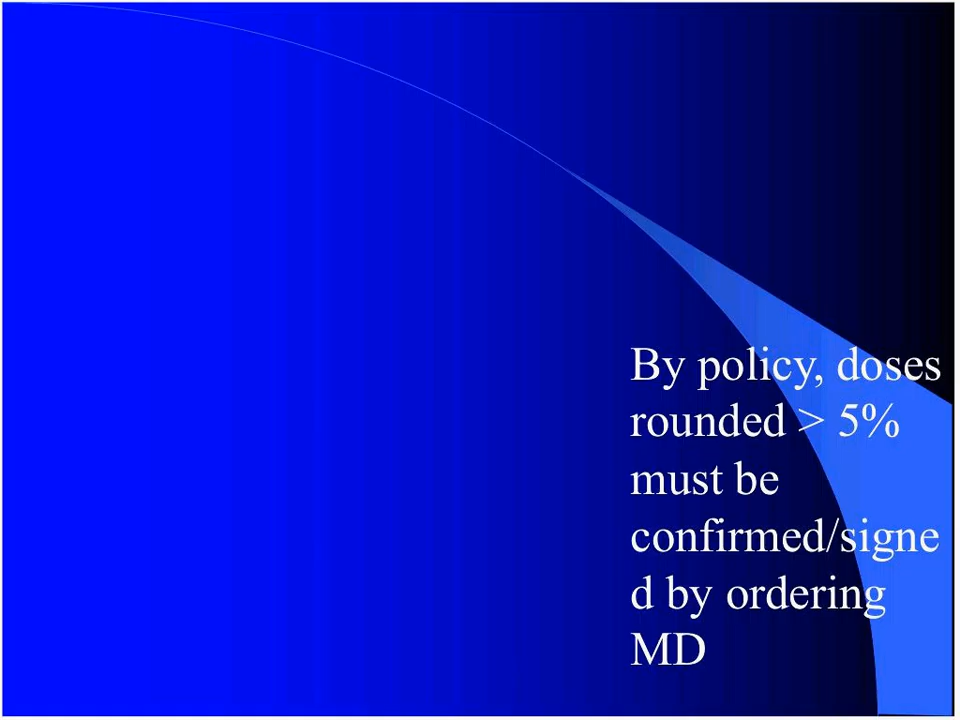 By policy, doses
rounded > 5%
must be
confirmed/signe
d by ordering
MD